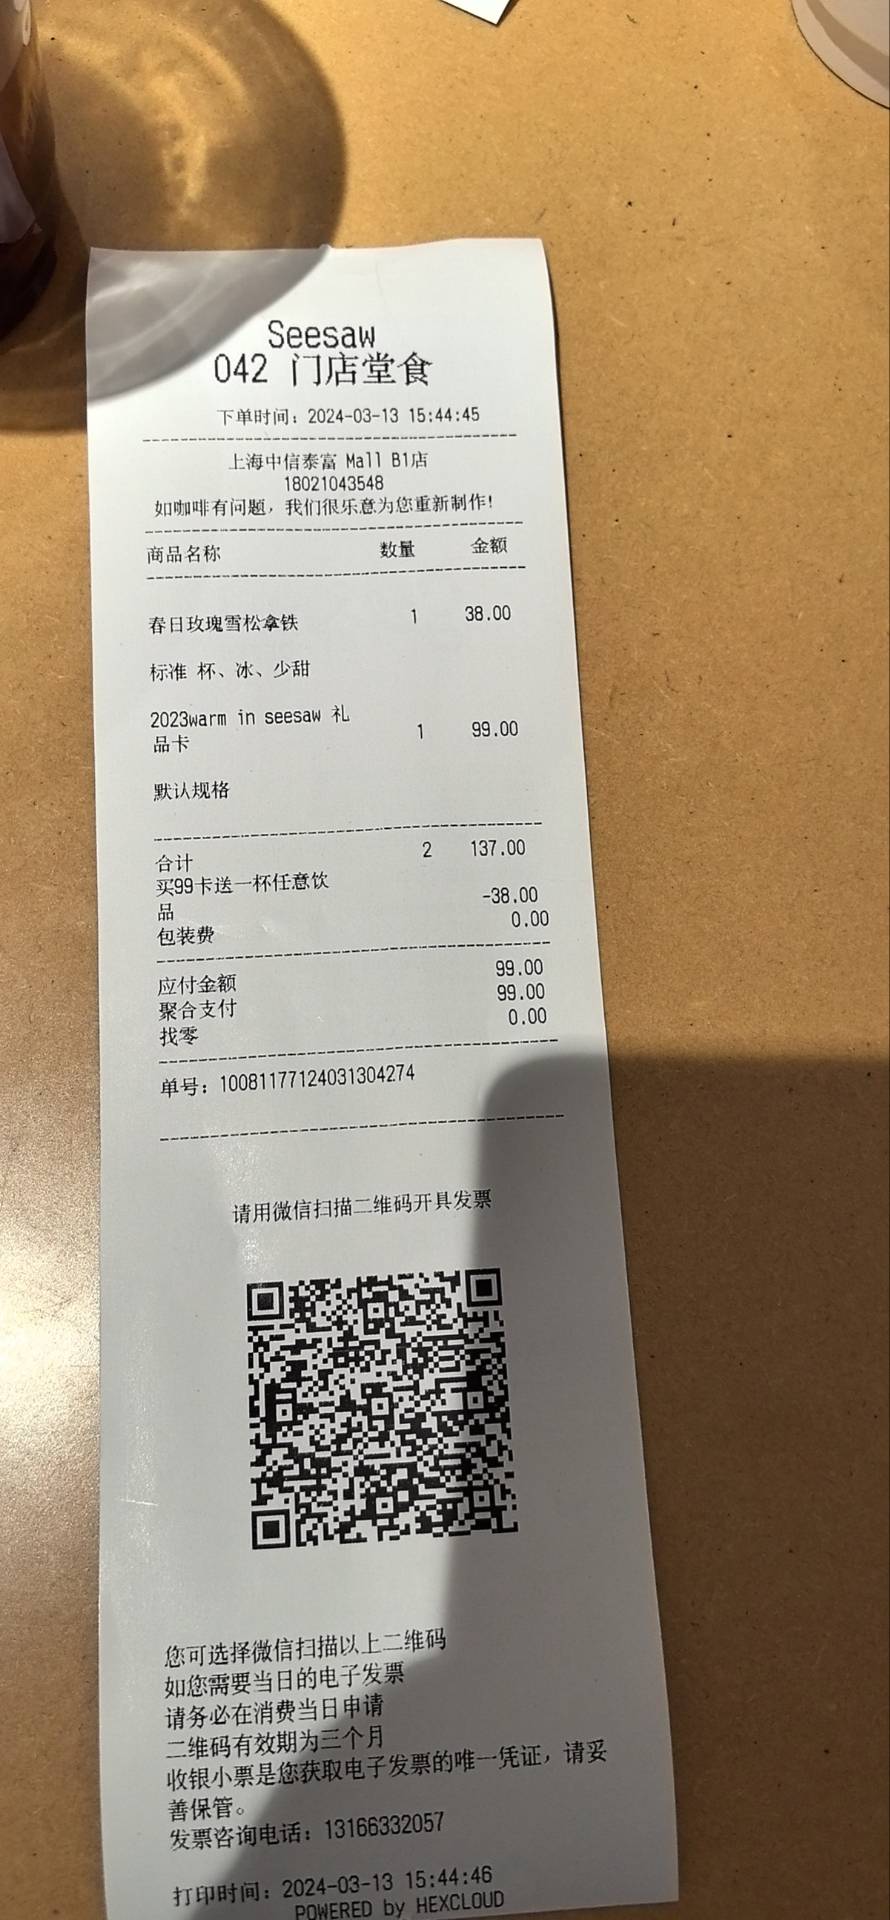 Seesaw
042 门店堂食
下单时间：2024-03-13 15:44:45
上海中信泰富 Mall B1店
18021043548
如咖啡有问题，我们很乐意为您重新制作!
商品名称 数量 金额
春日玫瑰雪松拿铁 1 38.00
标准 杯、冰、少甜
2023warm in seesaw 礼
品卡 1 99.00
默认规格
合计 2 137.00
买99卡送一杯任意饮
品 -38.00
包装费 0.00
应付金额 99.00
聚合支付 99.00
找零 0.00
单号：10081177124031304274
请用微信扫描二维码开具发票
您可选择微信扫描以上二维码
如您需要当日的电子发票
请务必在消费当日申请
二维码有效期为三个月
收银小票是您获取电子发票的唯一凭证，请妥
善保管。
发票咨询电话：13166332057
打印时间：2024-03-13 15:44:46
POWERED by HEXCLOUD